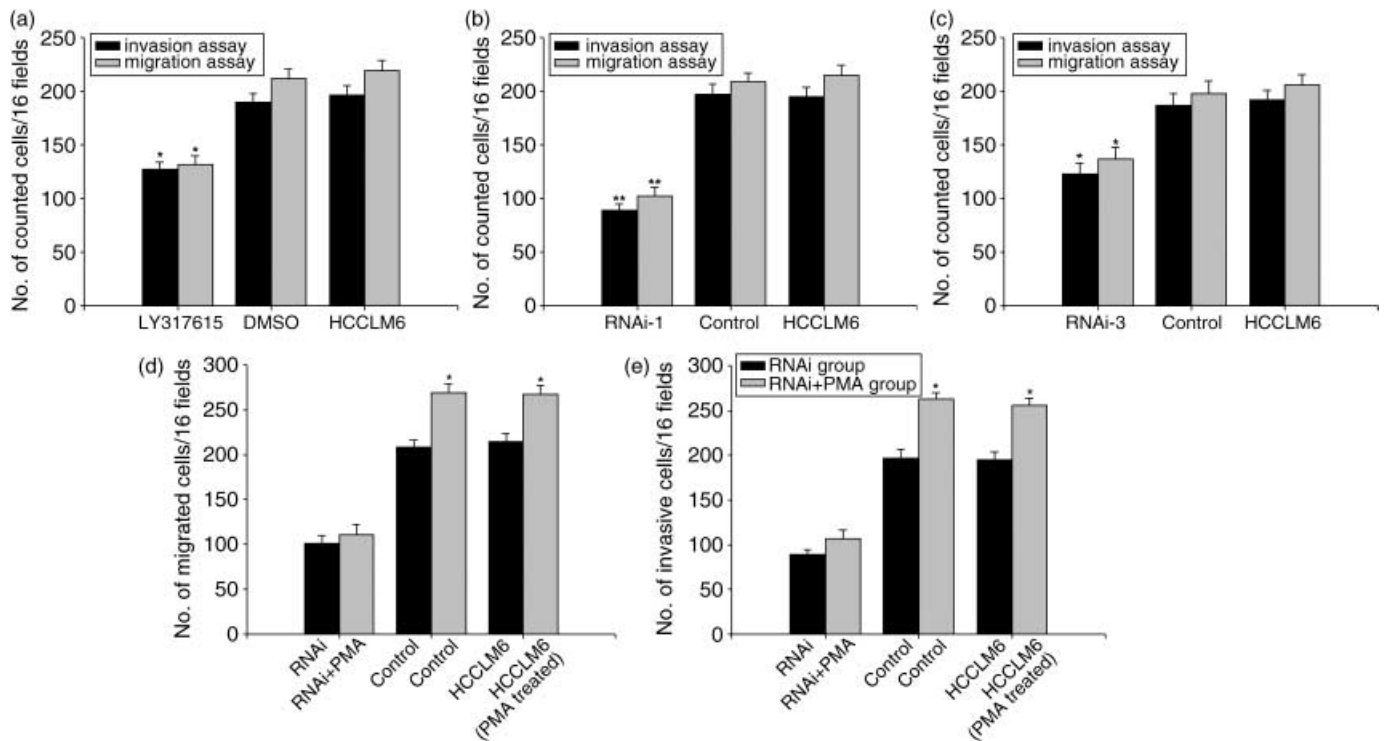 (a)
No. of counted cells/16 fields
250
200
150
100
50
0
invasion assay
migration assay
* *
LY317615 DMSO HCCLM6
(b)
No. of counted cells/16 fields
250
200
150
100
50
0
invasion assay
migration assay
** **
RNAi-1 Control HCCLM6
(c)
No. of counted cells/16 fields
250
200
150
100
50
0
invasion assay
migration assay
* *
RNAi-3 Control HCCLM6
(d)
No. of migrated cells/16 fields
300
250
200
150
100
50
0
* *
RNAi
RNAi+PMA
Control
Control
HCCLM6
HCCLM6
(PMA treated)
(e)
No. of invasive cells/16 fields
300
250
200
150
100
50
0
RNAi group
RNAi+PMA group
* *
RNAi
RNAi+PMA
Control
Control
HCCLM6
HCCLM6
(PMA treated)